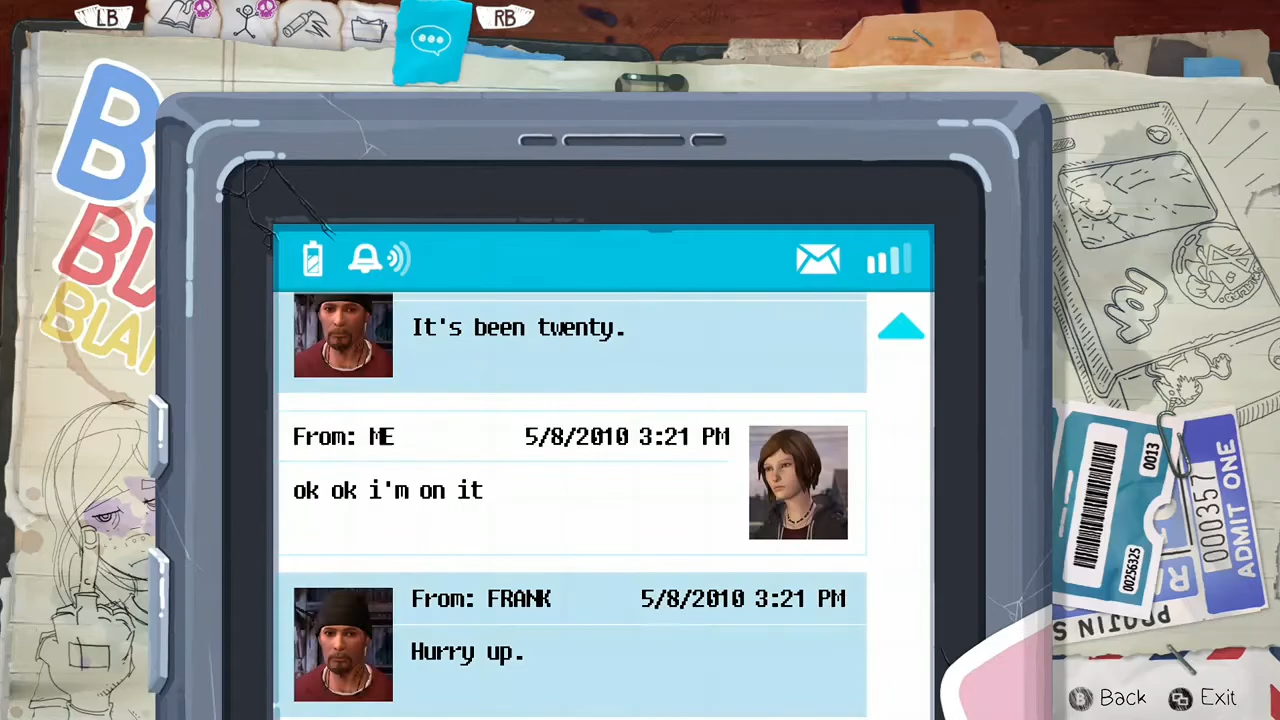 LB
RB
It's been twenty.
From: ME 5/8/2010 3:21 PM
ok ok i'm on it
From: FRANK 5/8/2010 3:21 PM
Hurry up.
0013
00256325
000357
ADMIT ONE
B Back
Exit